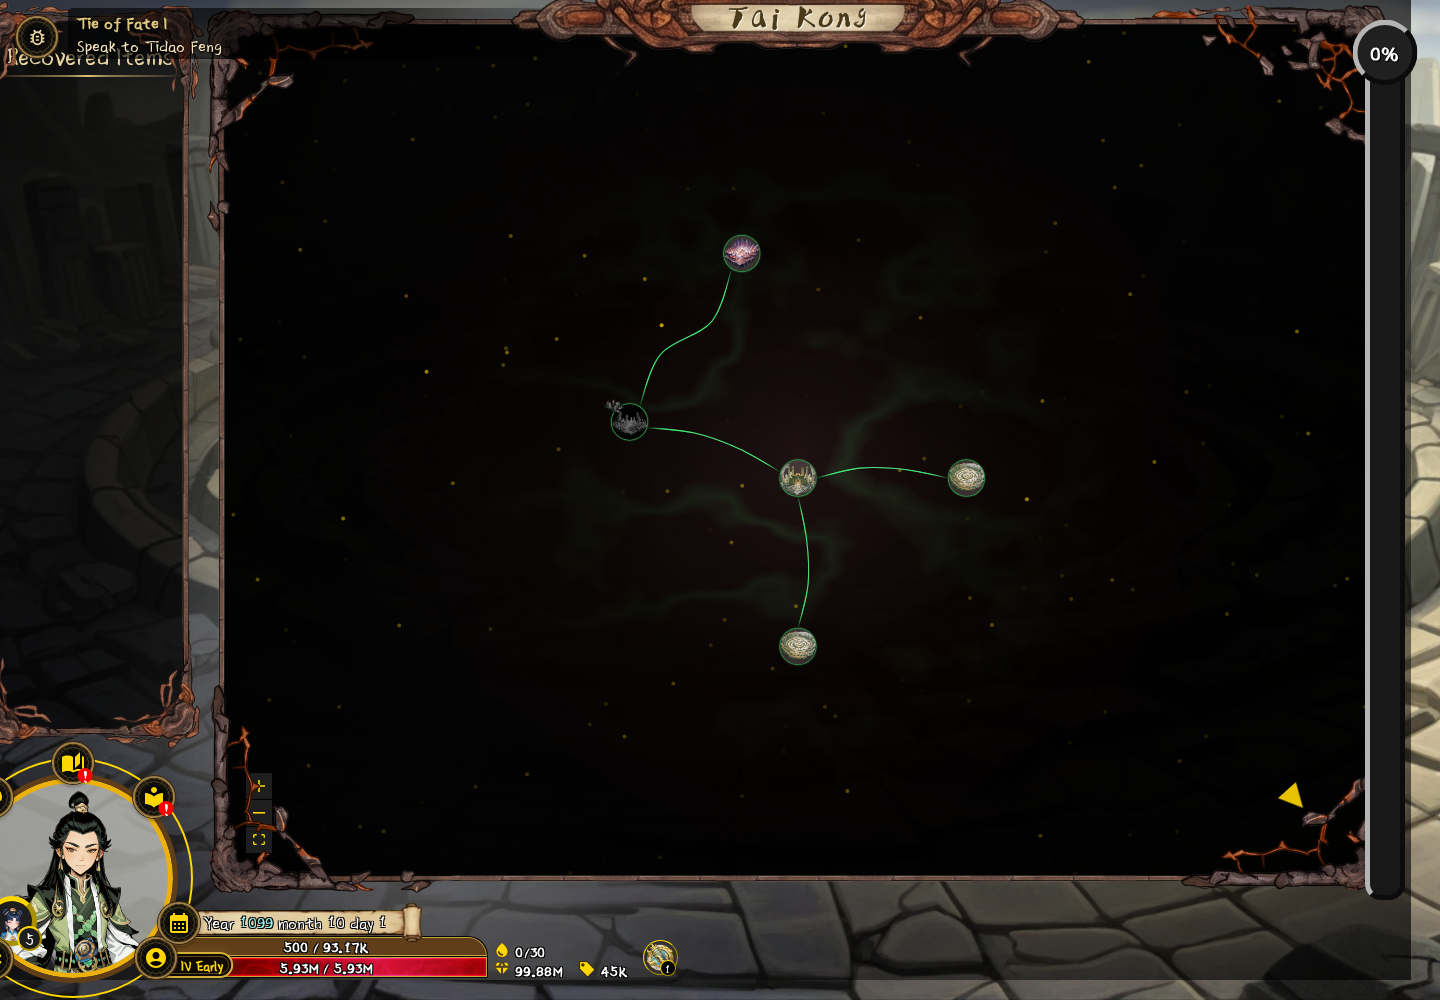 Tie of Fate I
Speak to Tidao Feng
Recovered Items
Tai Kong
0%
Year 1099 month 10 day 1
500 / 93.17K
IV Early
5.93M / 5.93M
5
0/30
99.88M
45K
1